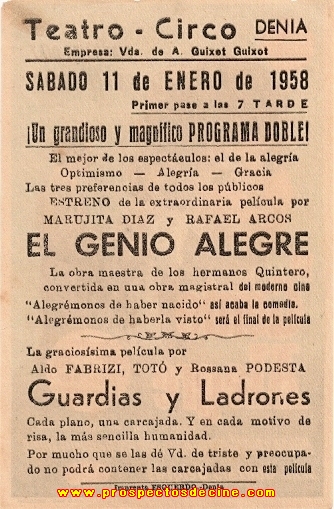 Teatro - Circo DENIA
Empresa: Vda. de A. Guixot Guixot
SABADO 11 de ENERO de 1958
Primer pase a las 7 TARDE
¡Un grandioso y magnífico PROGRAMA DOBLE!
El mejor de los espectáculos: el de la alegría
Optimismo — Alegría — Gracia
Las tres preferencias de todos los públicos
ESTRENO de la extraordinaria película por
MARUJITA DIAZ y RAFAEL ARCOS
EL GENIO ALEGRE
La obra maestra de los hermanos Quintero,
convertida en una obra magistral del moderno cine
"Alegrémonos de haber nacido" así acaba la comedia.
"Alegrémonos de haberla visto" será el final de la película
La graciosísima película por
Aldo FABRIZI, TOTÓ y Rossana PODESTA
Guardias y Ladrones
Cada plano, una carcajada. Y en cada motivo de
risa, la más sencilla humanidad.
Por mucho que se las dé Vd. de triste y preocupa-
do no podrá contener las carcajadas con esta película
Imprenta ESQUERDO.-Denia
www.prospectosdecine.com